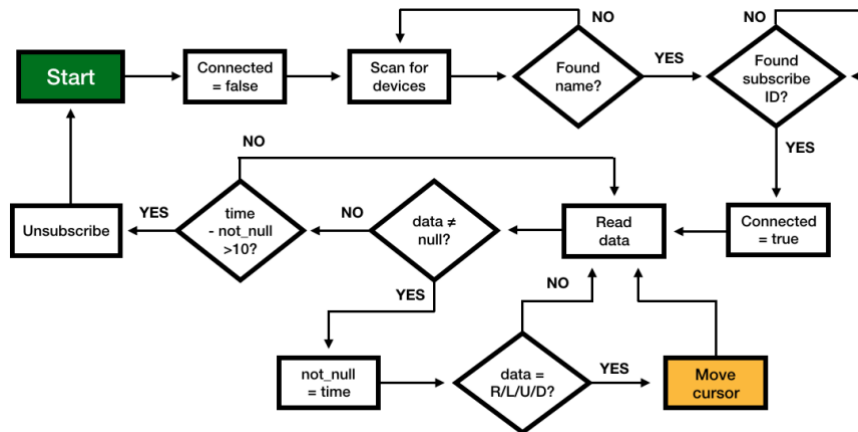 NO
NO
Start
Connected
= false
Scan for
devices
Found
name?
YES
Found
subscribe
ID?
NO
YES
Unsubscribe
YES
time
- not_null
>10?
NO
data ≠
null?
Read
data
Connected
= true
YES
NO
not_null
= time
data =
R/L/U/D?
YES
Move
cursor